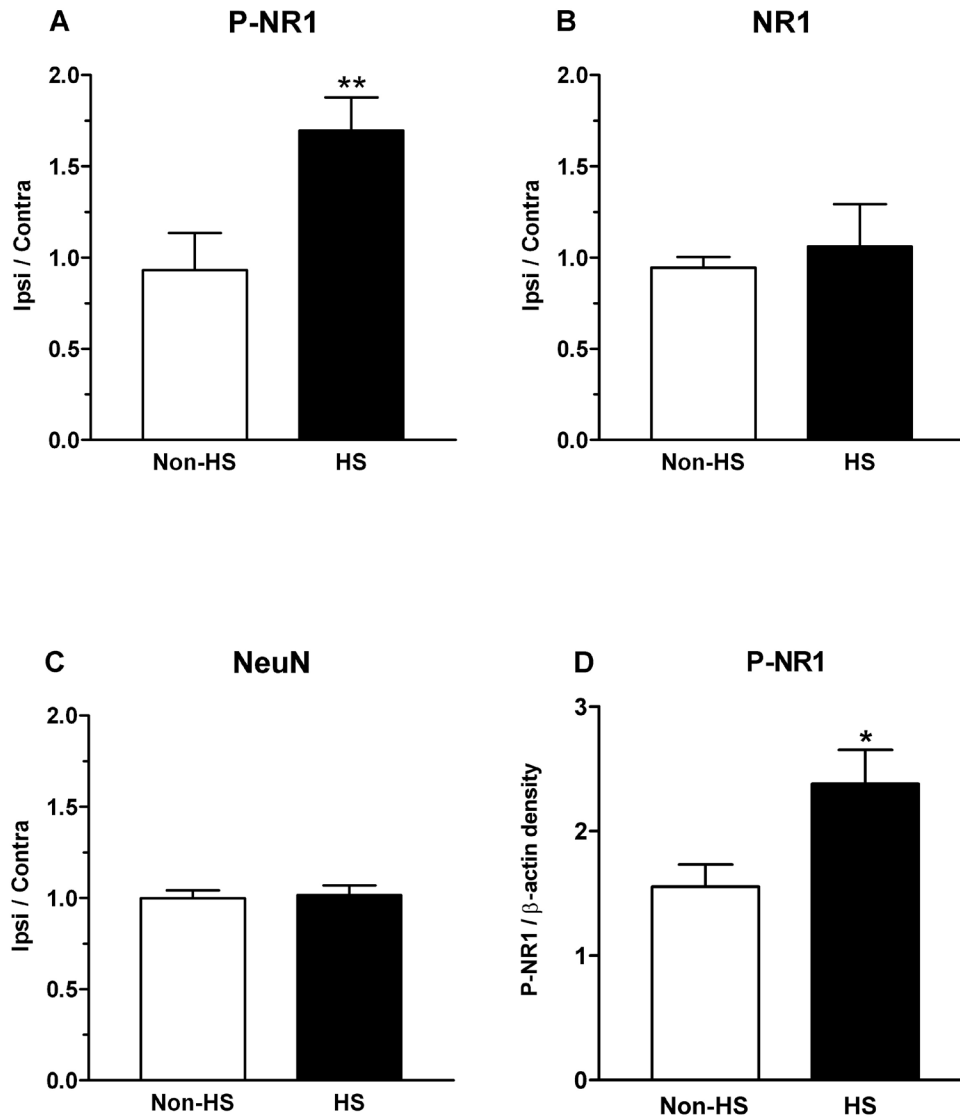 A P-NR1
Ipsi / Contra
2.0
1.5
1.0
0.5
0.0
**
Non-HS HS
B NR1
Ipsi / Contra
2.0
1.5
1.0
0.5
0.0
Non-HS HS
C NeuN
Ipsi / Contra
2.0
1.5
1.0
0.5
0.0
Non-HS HS
D P-NR1
P-NR1 / β-actin density
3
2
1
0
*
Non-HS HS